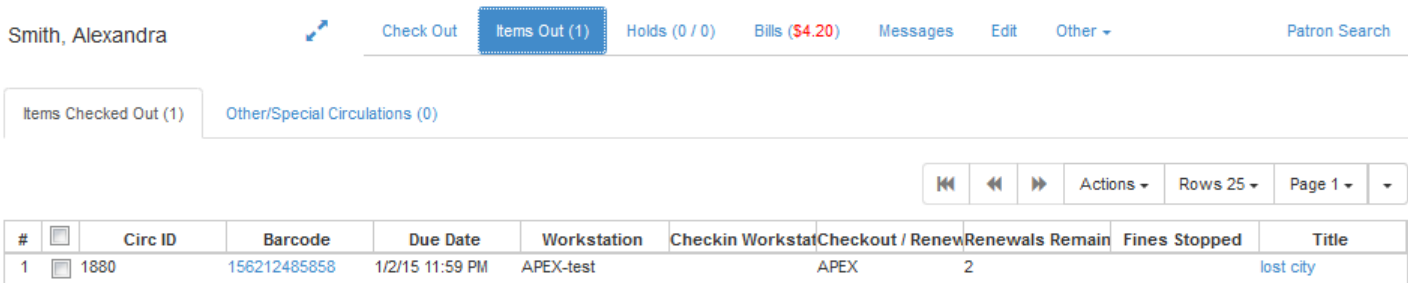 Smith, Alexandra Check Out Items Out (1) Holds (0 / 0) Bills ($4.20) Messages Edit Other Patron Search
Items Checked Out (1) Other/Special Circulations (0)
Actions Rows 25 Page 1
# Circ ID Barcode Due Date Workstation Checkin Workstat Checkout / Renew Renewals Remain Fines Stopped Title
1 1880 156212485858 1/2/15 11:59 PM APEX-test APEX 2 lost city